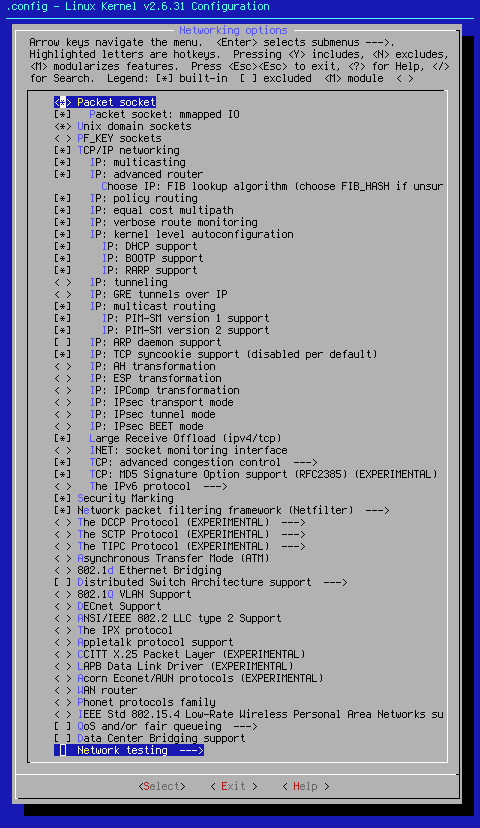 .config - Linux Kernel v2.6.31 Configuration
Networking options
Arrow keys navigate the menu. <Enter> selects submenus --->.
Highlighted letters are hotkeys. Pressing <Y> includes, <N> excludes,
<M> modularizes features. Press <Esc><Esc> to exit, <?> for Help, </>
for Search. Legend: [*] built-in [ ] excluded <M> module < >
<*> Packet socket
[*] Packet socket: mmapped IO
<*> Unix domain sockets
< > PF_KEY sockets
[*] TCP/IP networking
[*] IP: multicasting
[*] IP: advanced router
Choose IP: FIB lookup algorithm (choose FIB_HASH if unsur
[*] IP: policy routing
[*] IP: equal cost multipath
[*] IP: verbose route monitoring
[*] IP: kernel level autoconfiguration
[*] IP: DHCP support
[*] IP: BOOTP support
[*] IP: RARP support
< > IP: tunneling
< > IP: GRE tunnels over IP
[*] IP: multicast routing
[*] IP: PIM-SM version 1 support
[*] IP: PIM-SM version 2 support
[ ] IP: ARP daemon support
[*] IP: TCP syncookie support (disabled per default)
< > IP: AH transformation
< > IP: ESP transformation
< > IP: IPComp transformation
< > IP: IPsec transport mode
< > IP: IPsec tunnel mode
< > IP: IPsec BEET mode
[*] Large Receive Offload (ipv4/tcp)
< > INET: socket monitoring interface
[*] TCP: advanced congestion control --->
[*] TCP: MD5 Signature Option support (RFC2385) (EXPERIMENTAL)
< > The IPv6 protocol --->
[*] Security Marking
[*] Network packet filtering framework (Netfilter) --->
< > The DCCP Protocol (EXPERIMENTAL) --->
< > The SCTP Protocol (EXPERIMENTAL) --->
< > The TIPC Protocol (EXPERIMENTAL) --->
< > Asynchronous Transfer Mode (ATM)
< > 802.1d Ethernet Bridging
[ ] Distributed Switch Architecture support --->
< > 802.1Q VLAN Support
< > DECnet Support
< > ANSI/IEEE 802.2 LLC type 2 Support
< > The IPX protocol
< > Appletalk protocol support
< > CCITT X.25 Packet Layer (EXPERIMENTAL)
< > LAPB Data Link Driver (EXPERIMENTAL)
< > Acorn Econet/AUN protocols (EXPERIMENTAL)
< > WAN router
< > Phonet protocols family
< > IEEE Std 802.15.4 Low-Rate Wireless Personal Area Networks su
[ ] QoS and/or fair queueing --->
[ ] Data Center Bridging support
Network testing --->
<Select> < Exit > < Help >